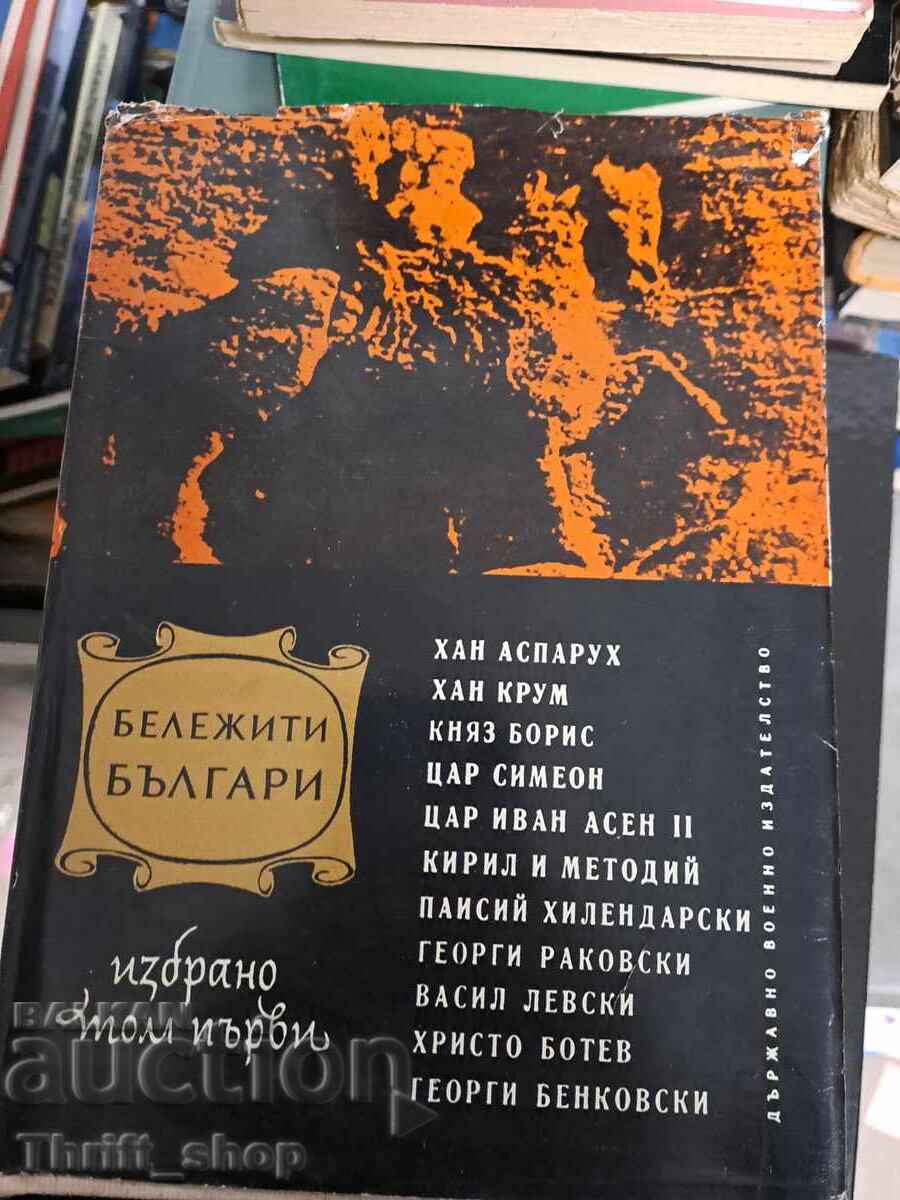 БЕЛЕЖИТИ
БЪЛГАРИ
избрано
том първи
ХАН АСПАРУХ
ХАН КРУМ
КНЯЗ БОРИС
ЦАР СИМЕОН
ЦАР ИВАН АСЕН II
КИРИЛ И МЕТОДИЙ
ПАИСИЙ ХИЛЕНДАРСКИ
ГЕОРГИ РАКОВСКИ
ВАСИЛ ЛЕВСКИ
ХРИСТО БОТЕВ
ГЕОРГИ БЕНКОВСКИ
ДЪРЖАВНО ВОЕННО ИЗДАТЕЛСТВО
BALKAN
auction
Thrift_shop